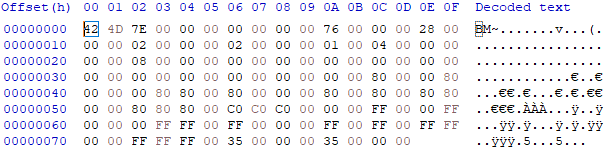 Offset(h) 00 01 02 03 04 05 06 07 08 09 0A 0B 0C 0D 0E 0F Decoded text
00000000 42 4D 7E 00 00 00 00 00 00 00 76 00 00 00 28 00 BM~.......v...(.
00000010 00 00 02 00 00 00 02 00 00 00 01 00 04 00 00 00 ................
00000020 00 00 08 00 00 00 00 00 00 00 00 00 00 00 00 00 ................
00000030 00 00 00 00 00 00 00 00 00 00 00 00 80 00 00 80 ............€..€
00000040 00 00 00 80 80 00 80 00 00 00 80 00 80 00 80 80 ...€€.€...€.€.€€
00000050 00 00 80 80 80 00 C0 C0 C0 00 00 00 FF 00 00 FF ..€€€.ÀÀÀ...ÿ..ÿ
00000060 00 00 00 FF FF 00 FF 00 00 00 FF 00 FF 00 FF FF ...ÿÿ.ÿ...ÿ.ÿ.ÿÿ
00000070 00 00 FF FF FF 00 35 00 00 00 35 00 00 00 ..ÿÿÿ.5...5...